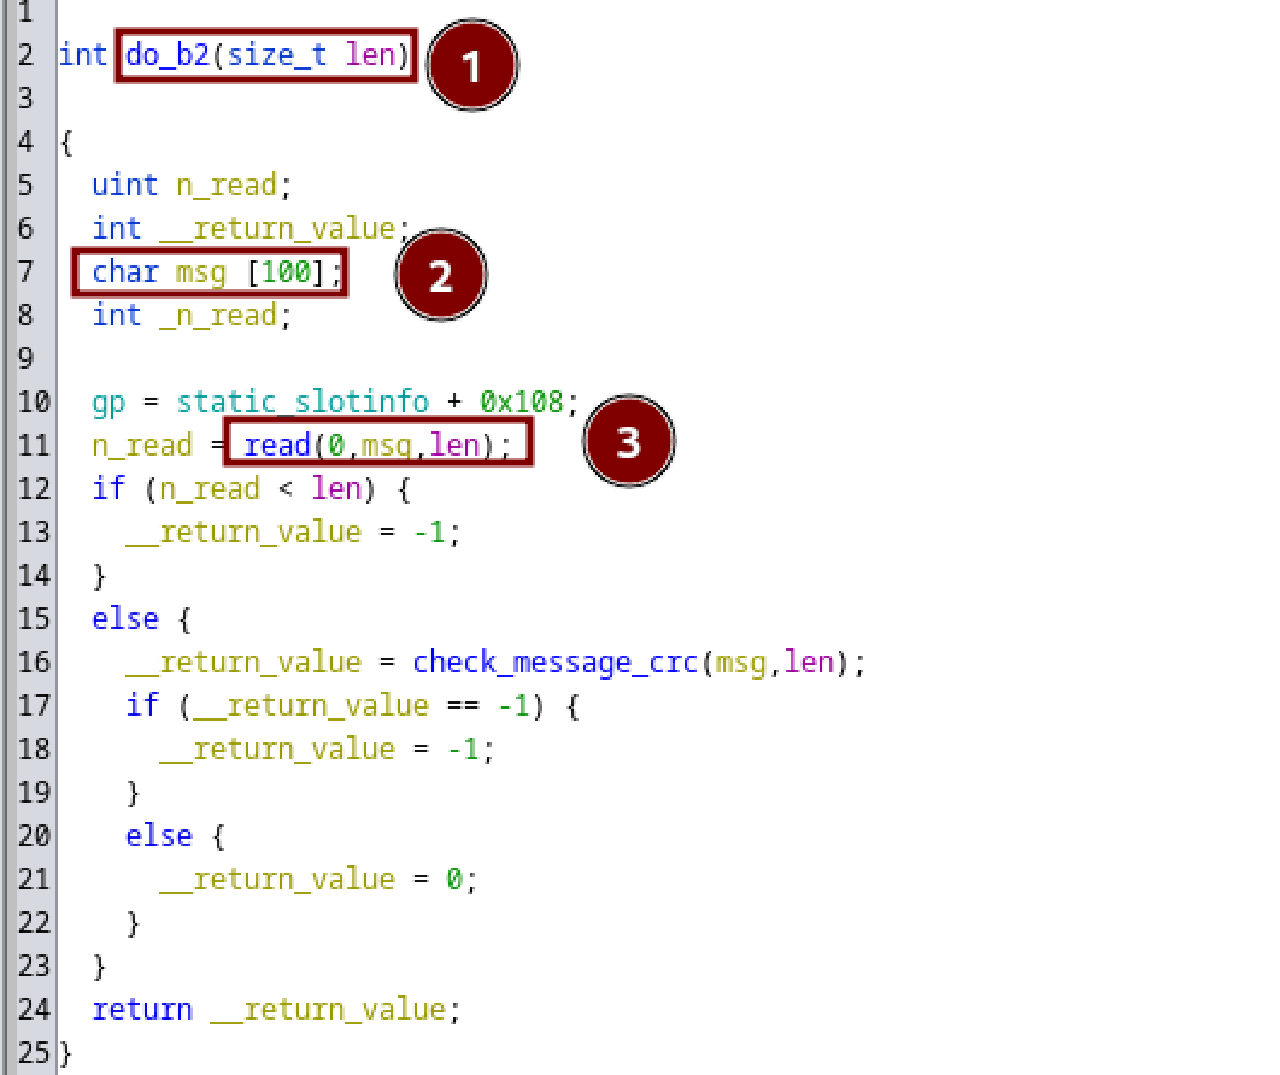 1
2 int do_b2(size_t len) 1
3
4 {
5 uint n_read;
6 int __return_value;
7 char msg [100]; 2
8 int _n_read;
9
10 gp = static_slotinfo + 0x108;
11 n_read = read(0,msg,len); 3
12 if (n_read < len) {
13 __return_value = -1;
14 }
15 else {
16 __return_value = check_message_crc(msg,len);
17 if (__return_value == -1) {
18 __return_value = -1;
19 }
20 else {
21 __return_value = 0;
22 }
23 }
24 return __return_value;
25 }